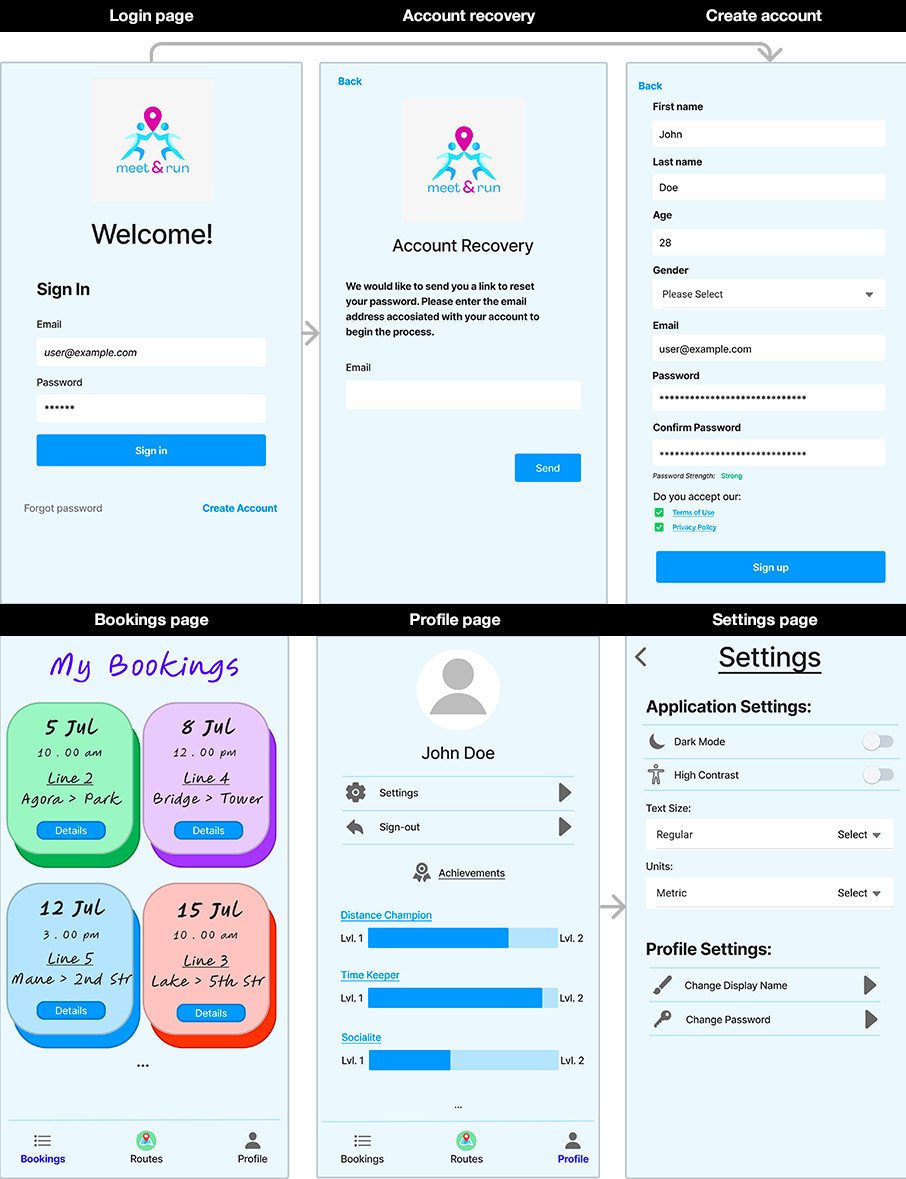 Login page
Account recovery
Create account
meet & run
Welcome!
Sign In
Email
user@example.com
Password
******
Sign in
Forgot password
Create Account
Back
meet & run
Account Recovery
We would like to send you a link to reset
your password. Please enter the email
address accosiated with your account to
begin the process.
Email
Send
Back
First name
John
Last name
Doe
Age
28
Gender
Please Select
Email
user@example.com
Password
******************************
Confirm Password
******************************
Password Strength: Strong
Do you accept our:
Terms of Use
Privacy Policy
Sign up
Bookings page
Profile page
Settings page
My Bookings
5 Jul
10.00 am
Line 2
Agora > Park
Details
8 Jul
12.00 pm
Line 4
Bridge > Tower
Details
12 Jul
3.00 pm
Line 5
Mane > 2nd Str
Details
15 Jul
10.00 am
Line 3
Lake > 5th Str
Details
...
Bookings
Routes
Profile
John Doe
Settings
Sign-out
Achievements
Distance Champion
Lvl. 1
Lvl. 2
Time Keeper
Lvl. 1
Lvl. 2
Socialite
Lvl. 1
Lvl. 2
...
Bookings
Routes
Profile
Settings
Application Settings:
Dark Mode
High Contrast
Text Size:
Regular
Select
Units:
Metric
Select
Profile Settings:
Change Display Name
Change Password